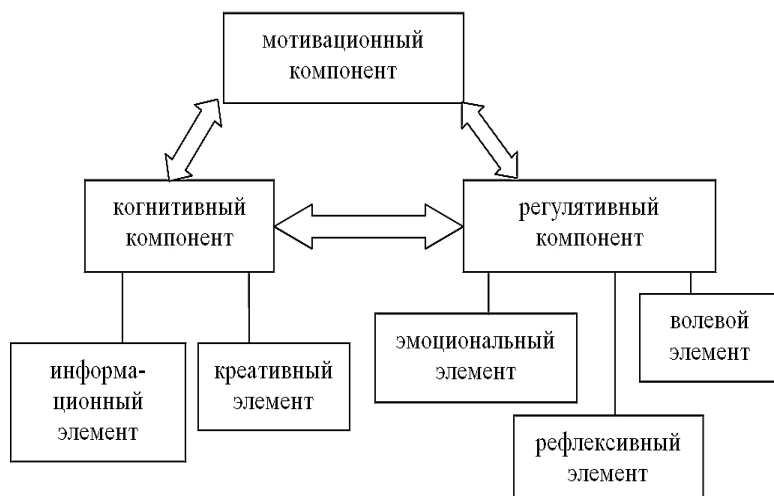 мотивационный
компонент
когнитивный
компонент
регулятивный
компонент
информа-
ционный
элемент
креативный
элемент
эмоциональный
элемент
волевой
элемент
рефлексивный
элемент